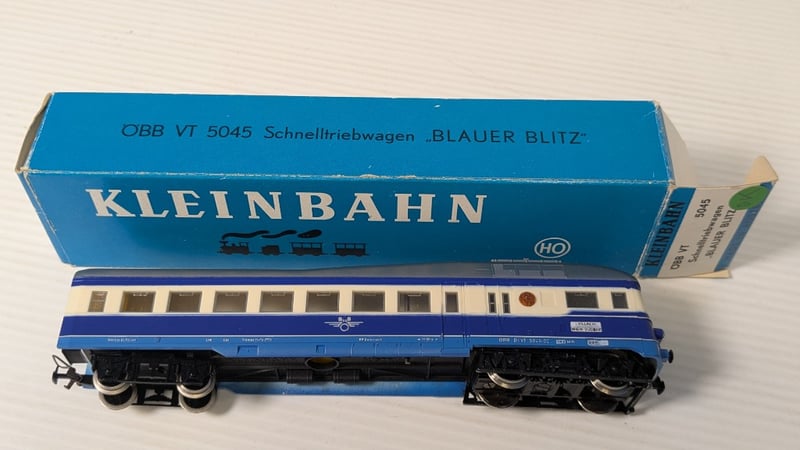 ÖBB VT 5045 Schnelltriebwagen „BLAUER BLITZ"
KLEINBAHN
HO
KLEINBAHN
ÖBB VT 5045
Schnelltriebwagen
„BLAUER BLITZ"